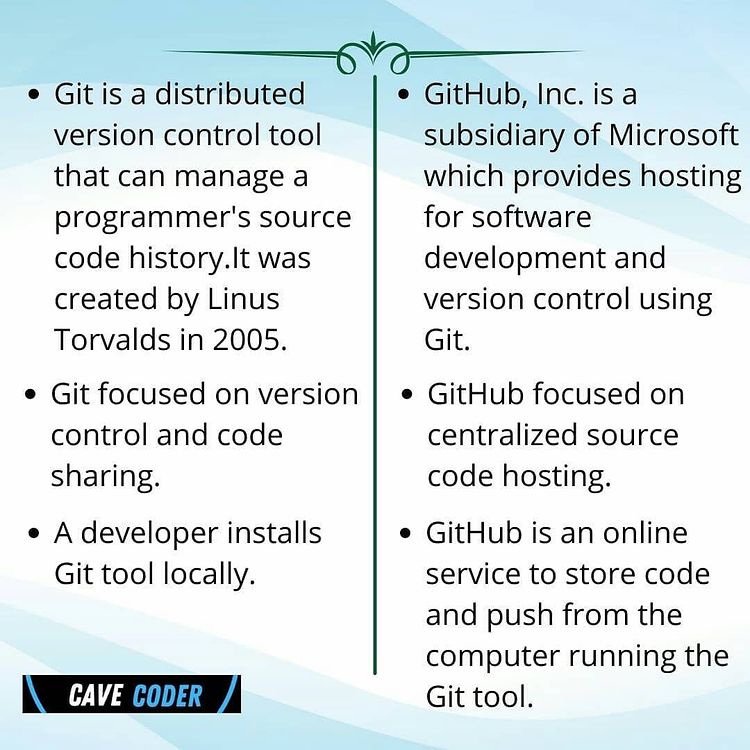 • Git is a distributed
version control tool
that can manage a
programmer's source
code history.It was
created by Linus
Torvalds in 2005.
• Git focused on version
control and code
sharing.
• A developer installs
Git tool locally.
CAVE CODER
• GitHub, Inc. is a
subsidiary of Microsoft
which provides hosting
for software
development and
version control using
Git.
• GitHub focused on
centralized source
code hosting.
• GitHub is an online
service to store code
and push from the
computer running the
Git tool.